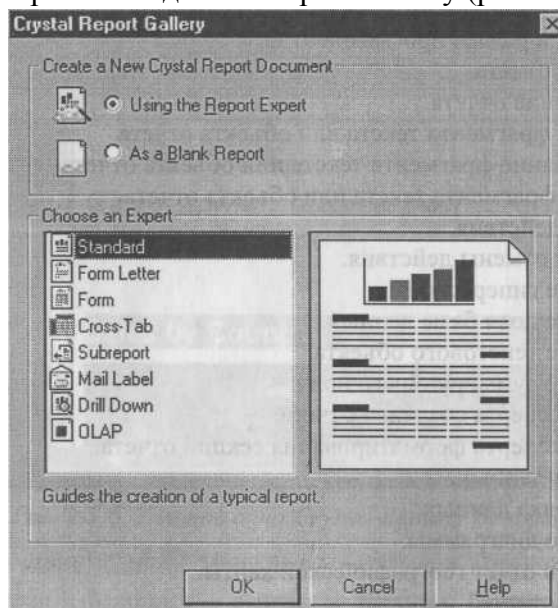 Crystal Report Gallery
Create a New Crystal Report Document
Using the Report Expert
As a Blank Report
Choose an Expert
Standard
Form Letter
Form
Cross-Tab
Subreport
Mail Label
Drill Down
OLAP
Guides the creation of a typical report.
OK
Cancel
Help